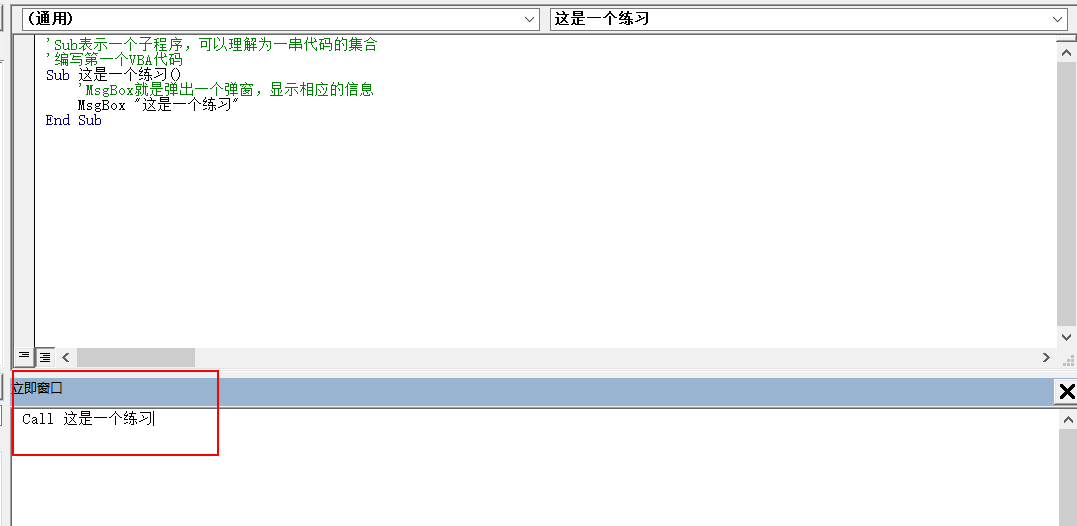 (通用)
这是一个练习
'Sub表示一个子程序，可以理解为一串代码的集合
'编写第一个VBA代码
Sub 这是一个练习()
'MsgBox就是弹出一个弹窗，显示相应的信息
MsgBox "这是一个练习"
End Sub
立即窗口
Call 这是一个练习